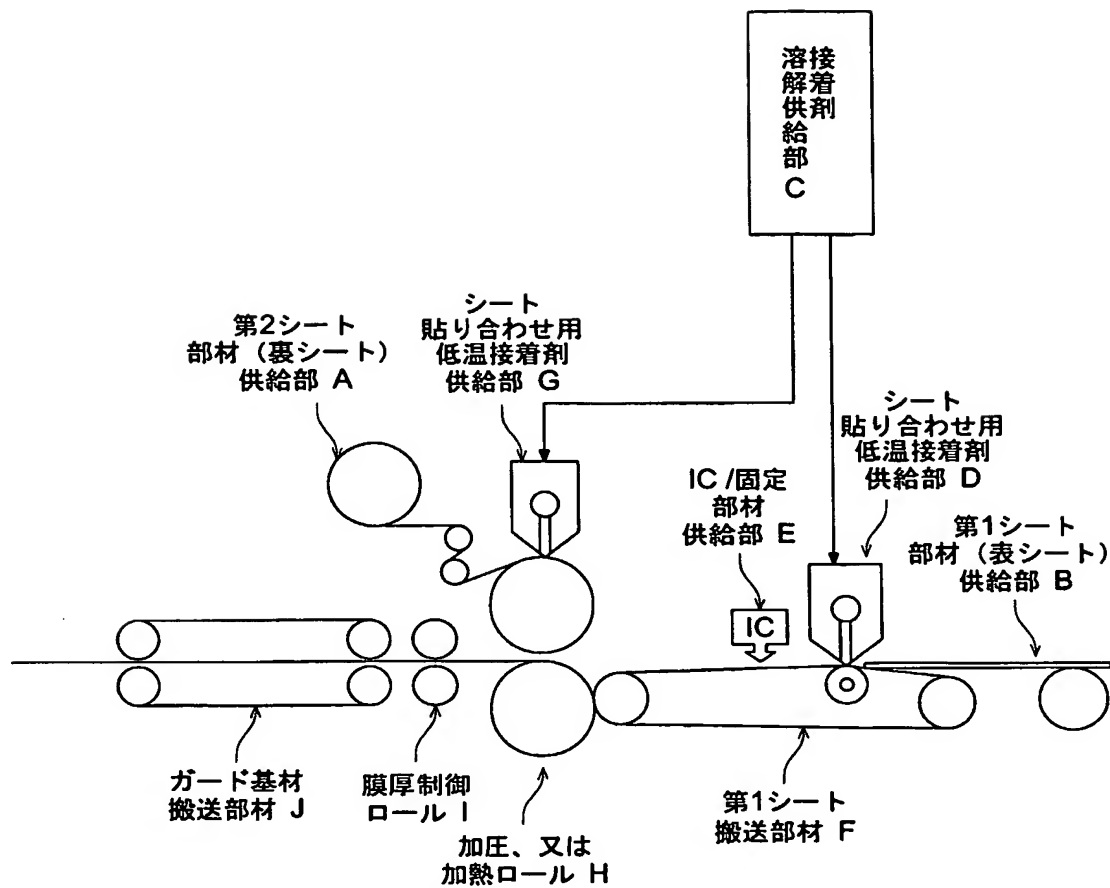 接着剤
溶解供給部 C
シート
貼り合わせ用
低温接着剤
供給部 G
第2シート
部材（裏シート）
供給部 A
シート
貼り合わせ用
低温接着剤
供給部 D
IC /固定
部材
供給部 E
第1シート
部材（表シート）
供給部 B
IC
ガード基材
搬送部材 J
膜厚制御
ロール I
加圧、又は
加熱ロール H
第1シート
搬送部材 F